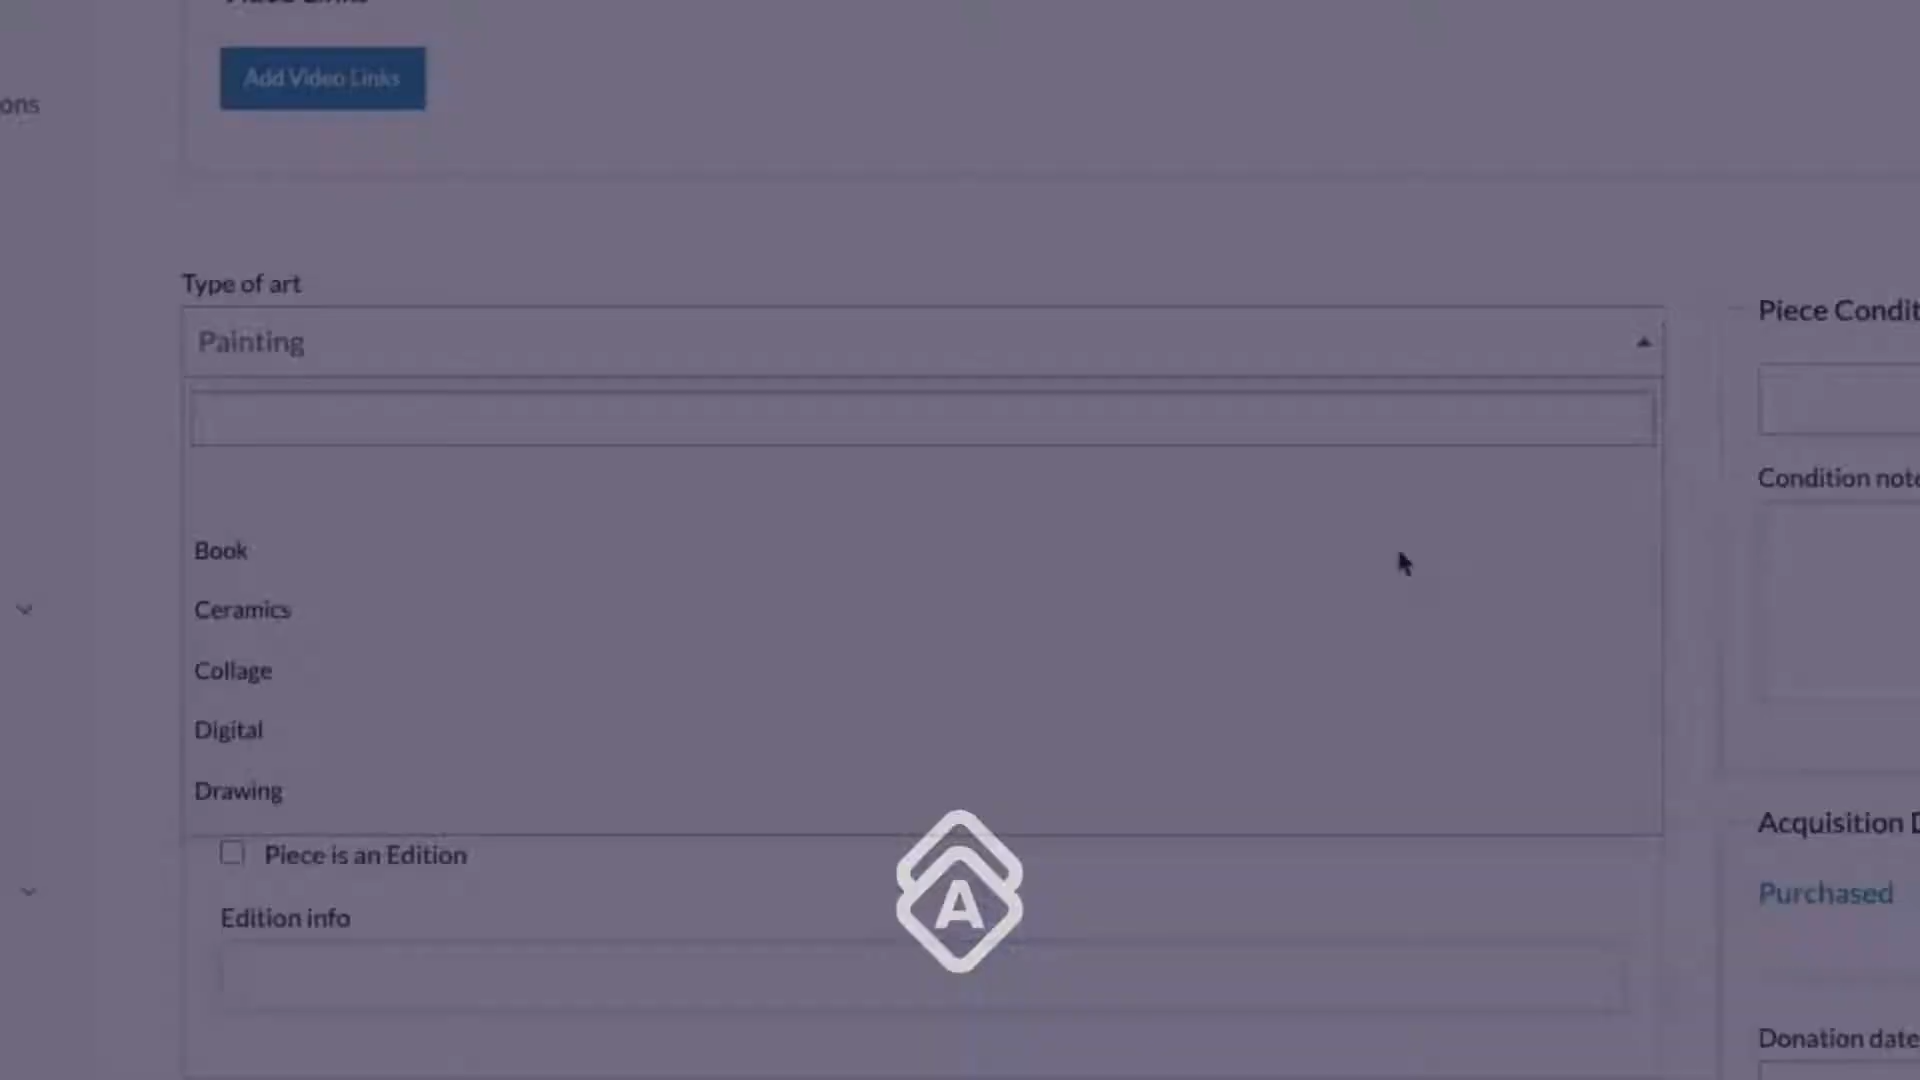 Add Video Links
ons
Type of art
Painting
Piece Condit
Condition note
Book
Ceramics
Collage
Digital
Drawing
Piece is an Edition
Edition info
A
Acquisition D
Purchased
Donation date